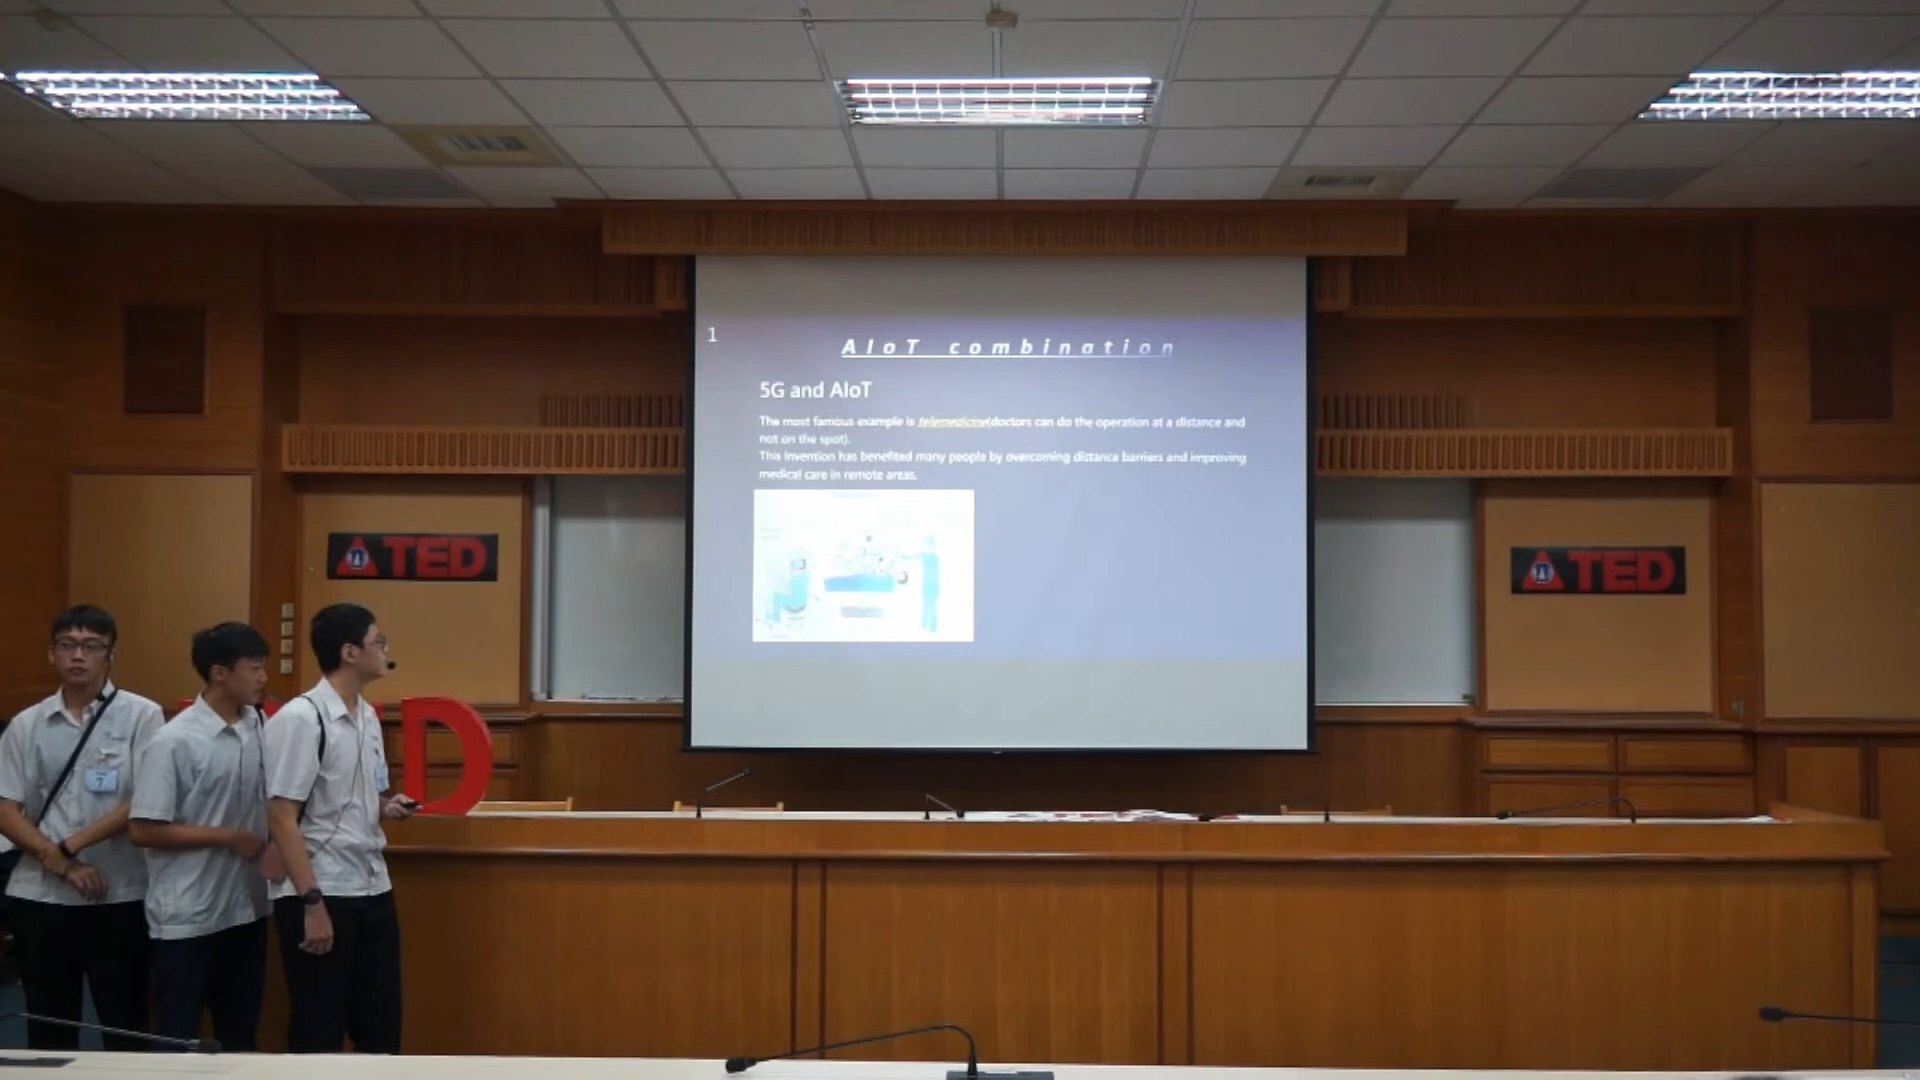 1
AIoT combination
5G and AIoT
The most famous example is telemedicine(doctors can do the operation at a distance and
not on the spot).
This invention has benefited many people by overcoming distance barriers and improving
medical care in remote areas.
TED
TED
D
7